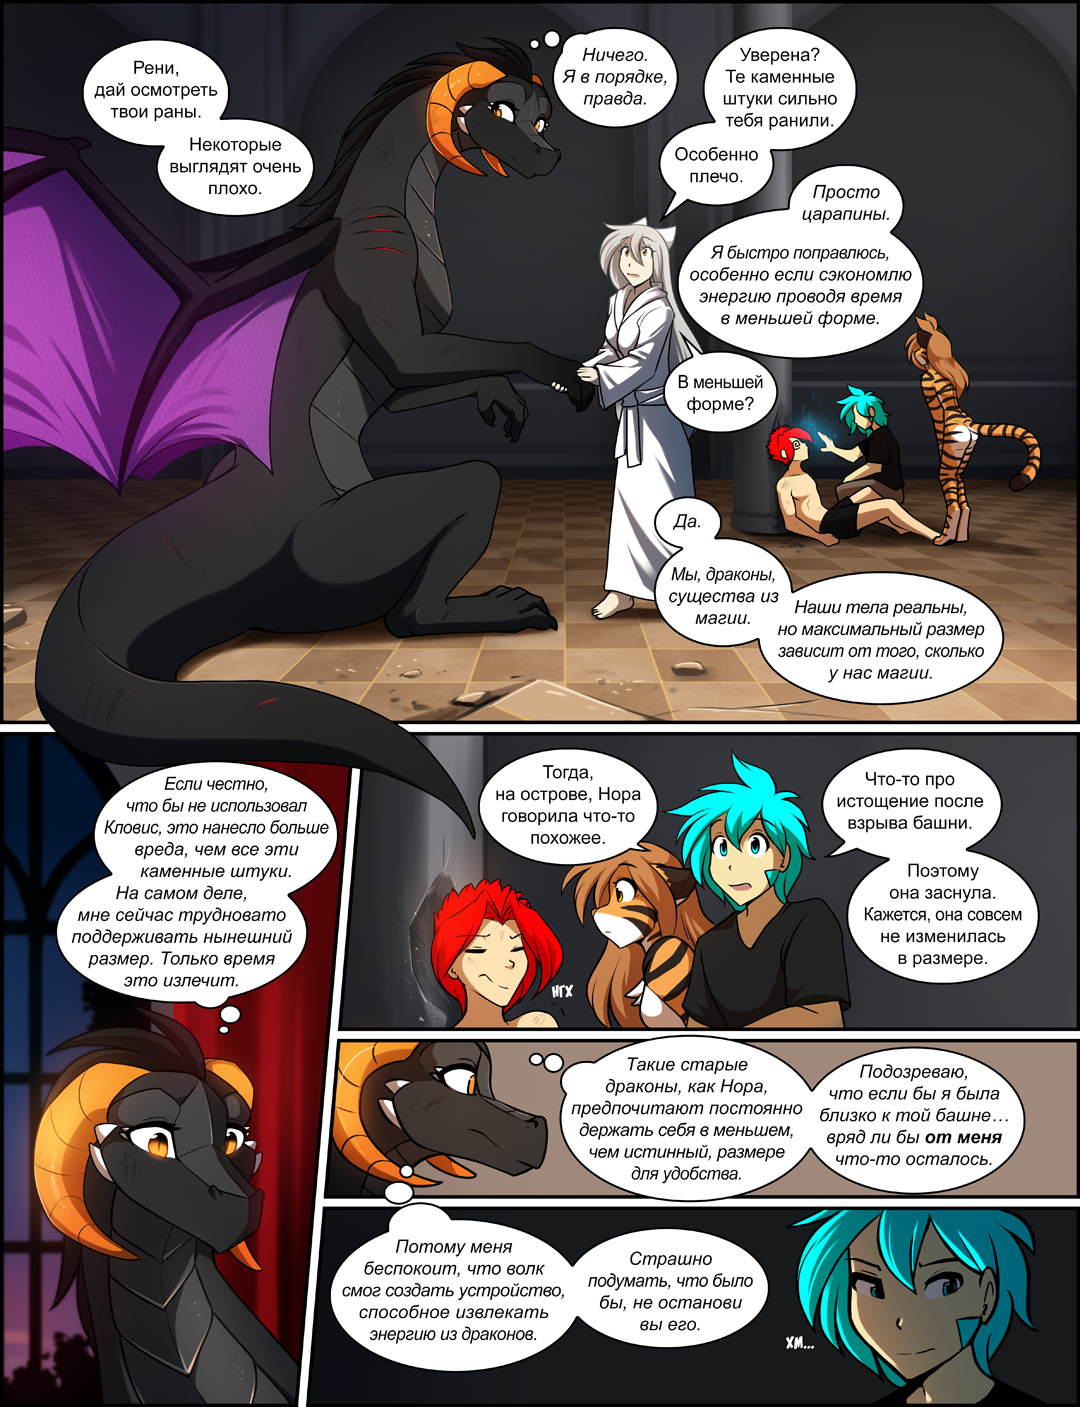 Рени,
дай осмотреть
твои раны.
Некоторые
выглядят очень
плохо.
Ничего.
Я в порядке,
правда.
Уверена?
Те каменные
штуки сильно
тебя ранили.
Особенно
плечо.
Просто
царапины.
Я быстро поправлюсь,
особенно если сэкономлю
энергию проводя время
в меньшей форме.
В меньшей
форме?
Да.
Мы, драконы,
существа из
магии.
Наши тела реальны,
но максимальный размер
зависит от того, сколько
у нас магии.
Если честно,
что бы не использовал
Кловис, это нанесло больше
вреда, чем все эти
каменные штуки.
На самом деле,
мне сейчас трудновато
поддерживать нынешний
размер. Только время
это излечит.
Тогда,
на острове, Нора
говорила что-то
похожее.
Что-то про
истощение после
взрыва башни.
Поэтому
она заснула.
Кажется, она совсем
не изменилась
в размере.
НГХ
Такие старые
драконы, как Нора,
предпочитают постоянно
держать себя в меньшем,
чем истинный, размере
для удобства.
Подозреваю,
что если бы я была
близко к той башне...
вряд ли бы от меня
что-то осталось.
Потому меня
беспокоит, что волк
смог создать устройство,
способное извлекать
энергию из драконов.
Страшно
подумать, что было
бы, не останови
вы его.
ХМ...